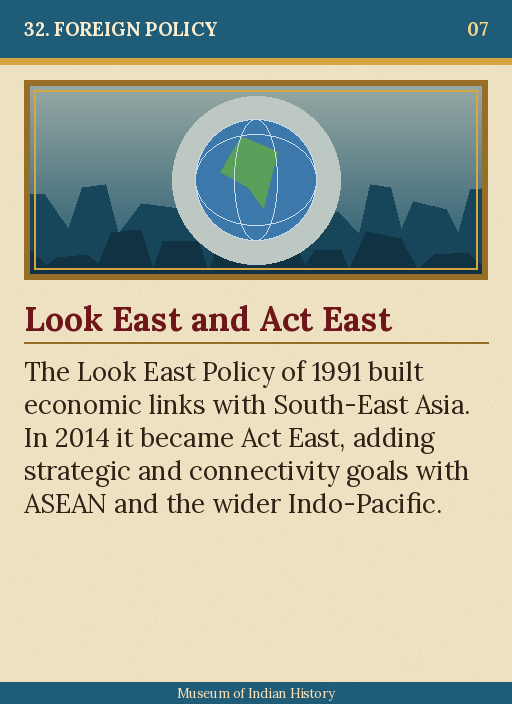 32. FOREIGN POLICY 07
Look East and Act East
The Look East Policy of 1991 built
economic links with South-East Asia.
In 2014 it became Act East, adding
strategic and connectivity goals with
ASEAN and the wider Indo-Pacific.
Museum of Indian History